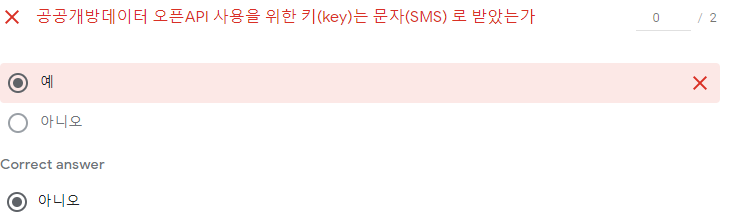 공공개방데이터 오픈API 사용을 위한 키(key)는 문자(SMS) 로 받았는가
0 / 2
예
아니오
Correct answer
아니오